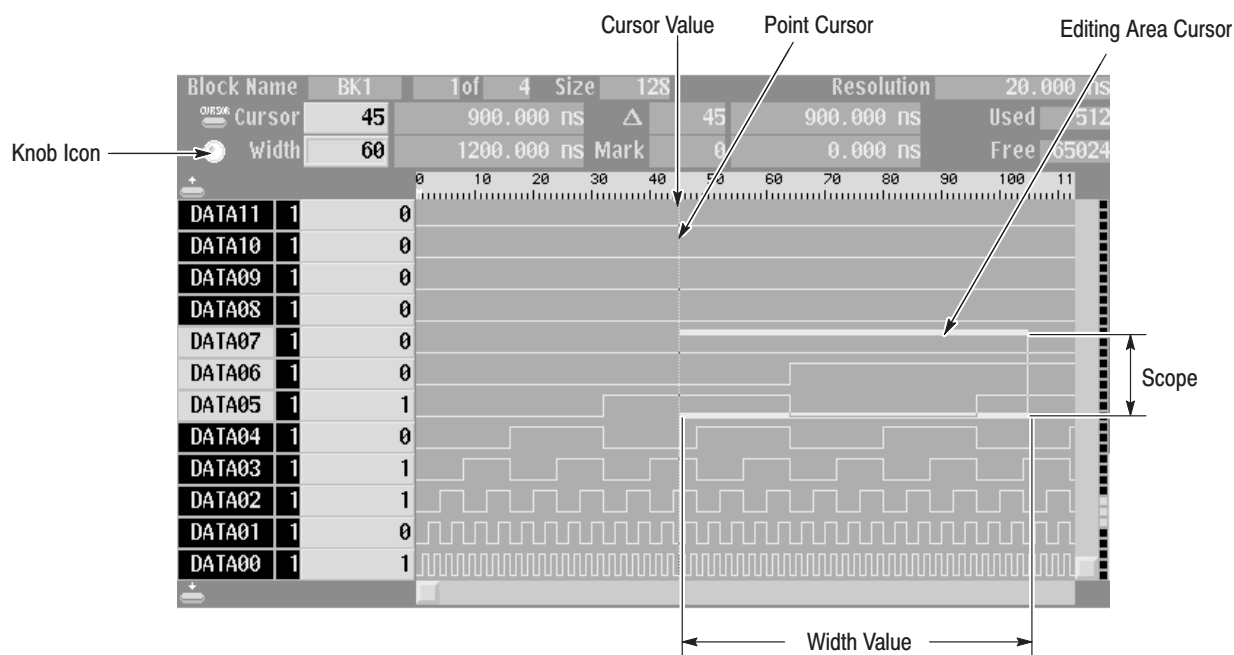 Cursor Value Point Cursor Editing Area Cursor
Block Name BK1 1of 4 Size 128 Resolution 20.000 ns
CURSOR Cursor 45 900.000 ns Δ 45 900.000 ns Used 512
Knob Icon Width 60 1200.000 ns Mark 0 0.000 ns Free 65024
0 10 20 30 40 50 60 70 80 90 100 11
DATA11 1 0
DATA10 1 0
DATA09 1 0
DATA08 1 0
DATA07 1 0
DATA06 1 0
Scope
DATA05 1 1
DATA04 1 0
DATA03 1 1
DATA02 1 1
DATA01 1 0
DATA00 1 1
Width Value